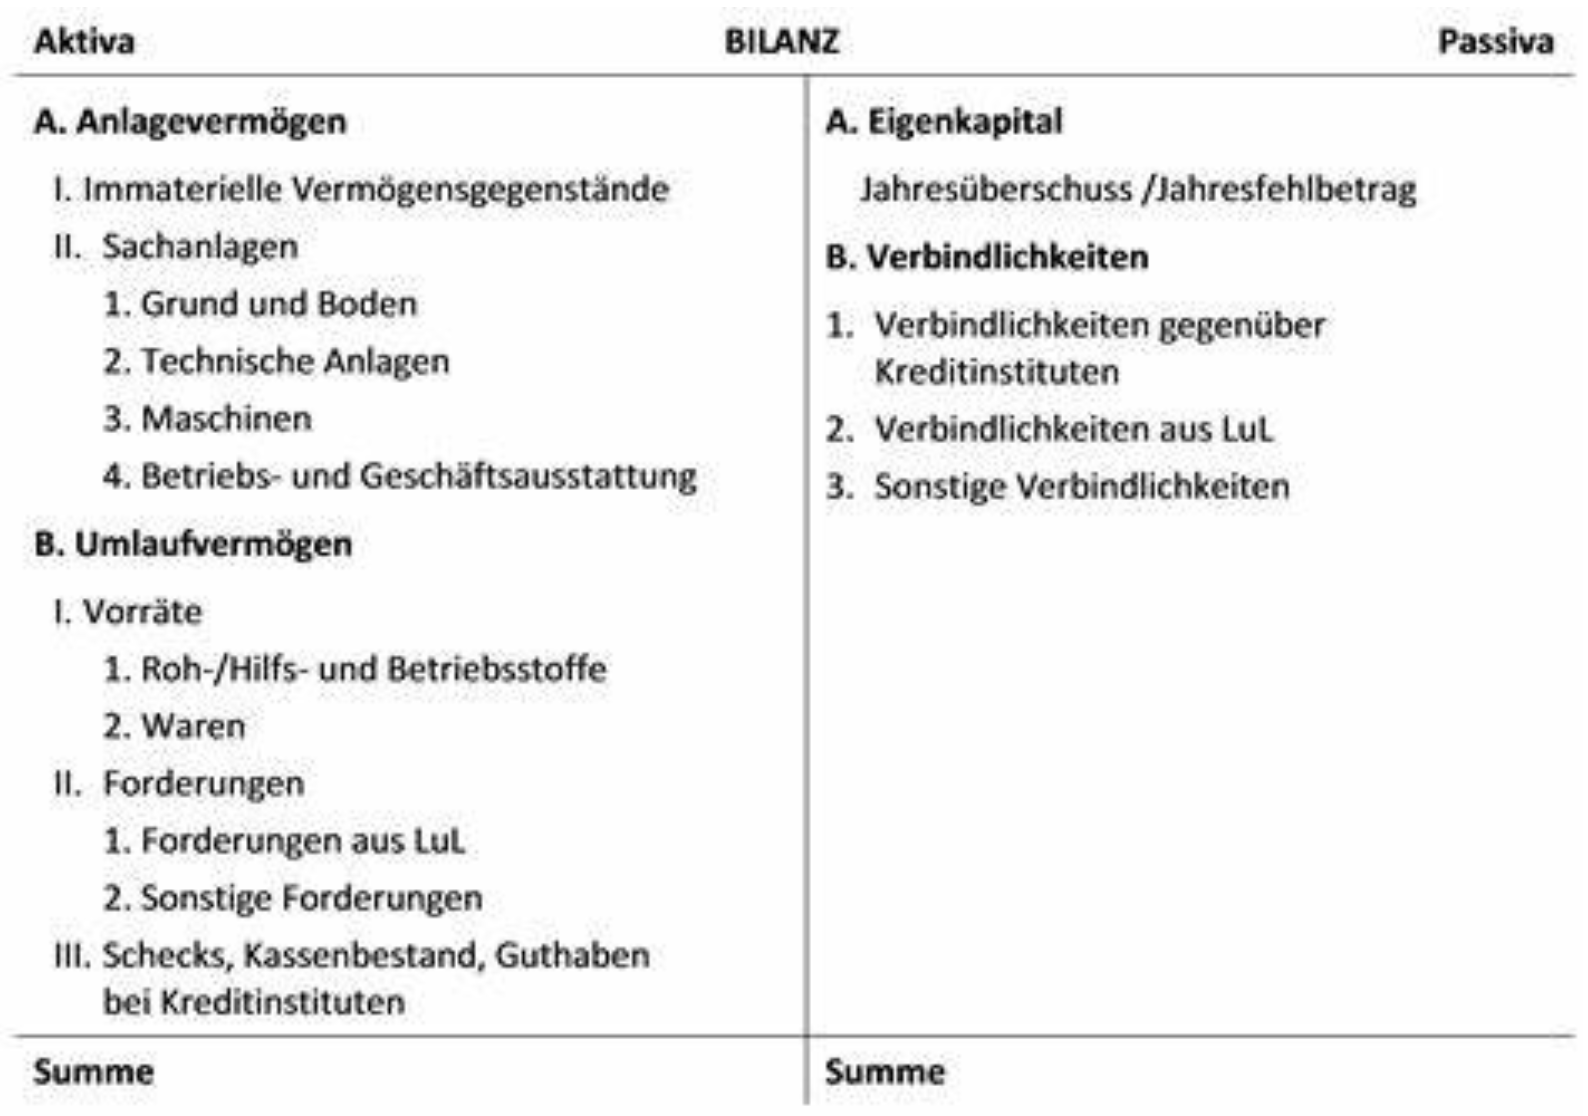 Aktiva BILANZ Passiva
A. Anlagevermögen
I. Immaterielle Vermögensgegenstände
II. Sachanlagen
1. Grund und Boden
2. Technische Anlagen
3. Maschinen
4. Betriebs- und Geschäftsausstattung
B. Umlaufvermögen
I. Vorräte
1. Roh-/Hilfs- und Betriebsstoffe
2. Waren
II. Forderungen
1. Forderungen aus LuL
2. Sonstige Forderungen
III. Schecks, Kassenbestand, Guthaben
bei Kreditinstituten
Summe
A. Eigenkapital
Jahresüberschuss /Jahresfehlbetrag
B. Verbindlichkeiten
1. Verbindlichkeiten gegenüber
Kreditinstituten
2. Verbindlichkeiten aus LuL
3. Sonstige Verbindlichkeiten
Summe